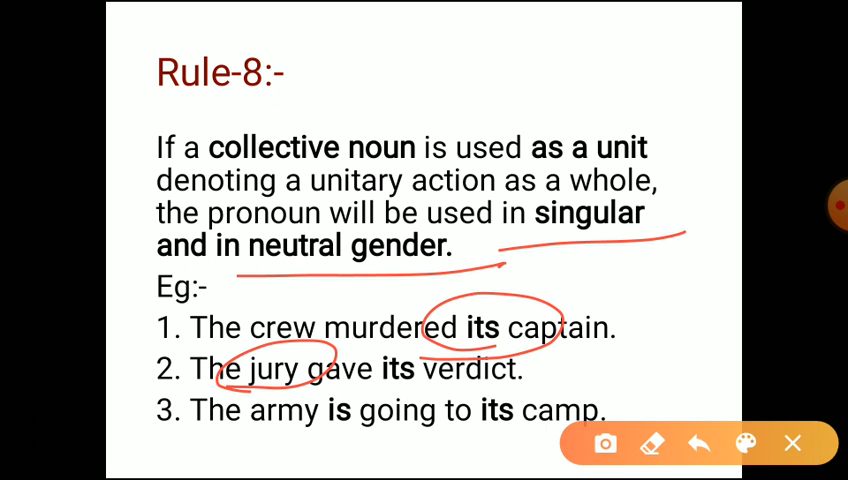 Rule-8:-
If a collective noun is used as a unit
denoting a unitary action as a whole,
the pronoun will be used in singular
and in neutral gender.
Eg:-
1. The crew murdered its captain.
2. The jury gave its verdict.
3. The army is going to its camp.